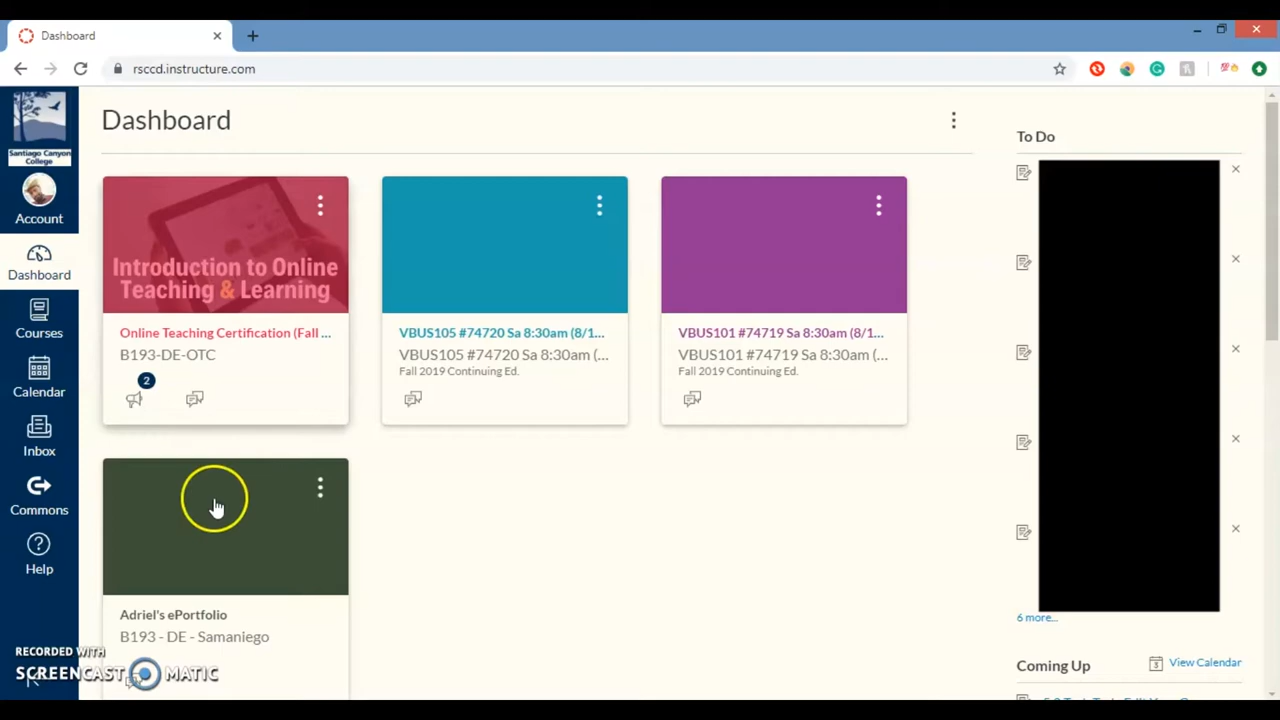 Dashboard
rsccd.instructure.com
Santiago Canyon
College
Account
Dashboard
Courses
Calendar
Inbox
Commons
Help
Dashboard
Introduction to Online
Teaching & Learning
Online Teaching Certification (Fall ...
B193-DE-OTC
2
VBUS105 #74720 Sa 8:30am (8/1...
VBUS105 #74720 Sa 8:30am (...
Fall 2019 Continuing Ed.
VBUS101 #74719 Sa 8:30am (8/1...
VBUS101 #74719 Sa 8:30am (...
Fall 2019 Continuing Ed.
Adriel's ePortfolio
B193 - DE - Samaniego
To Do
6 more...
Coming Up
View Calendar
RECORDED WITH
SCREENCAST MATIC